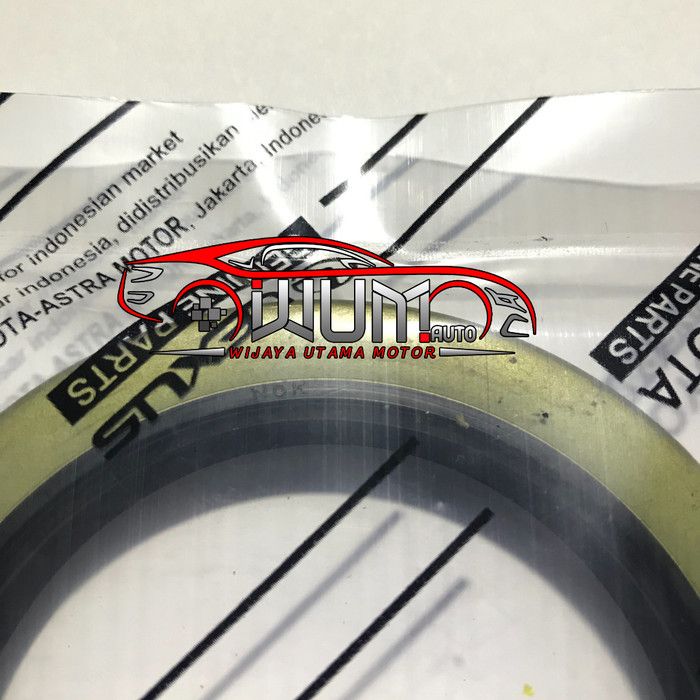 for indonesian market
indonesia, didistribusikan
OTA-ASTRA MOTOR, Jakarta, Indone
PARTS
NOK
WUM
AUTO
WIJAYA UTAMA MOTOR
PARTS
OTA